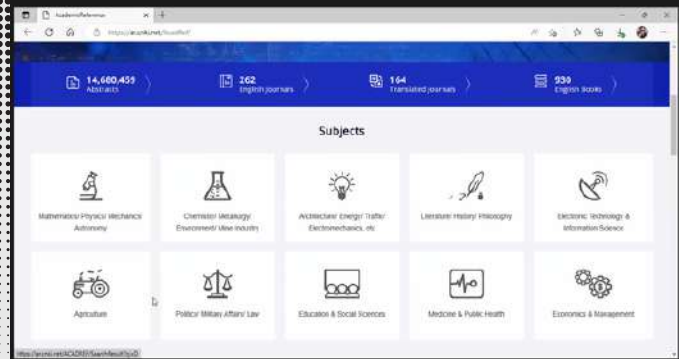 AcademicReference
14,680,459
Abstracts
262
English Journals
164
Translated Journals
930
English Books
Subjects
Mathematics/ Physics/ Mechanics/
Astronomy
Chemistry/ Metallurgy/
Environment/ Mine Industry
Architecture/ Energy/ Traffic/
Electromechanics, etc
Literature/ History/ Philosophy
Electronic Technology &
Information Science
Agriculture
Politics/ Military Affairs/ Law
Education & Social Sciences
Medicine & Public Health
Economics & Management